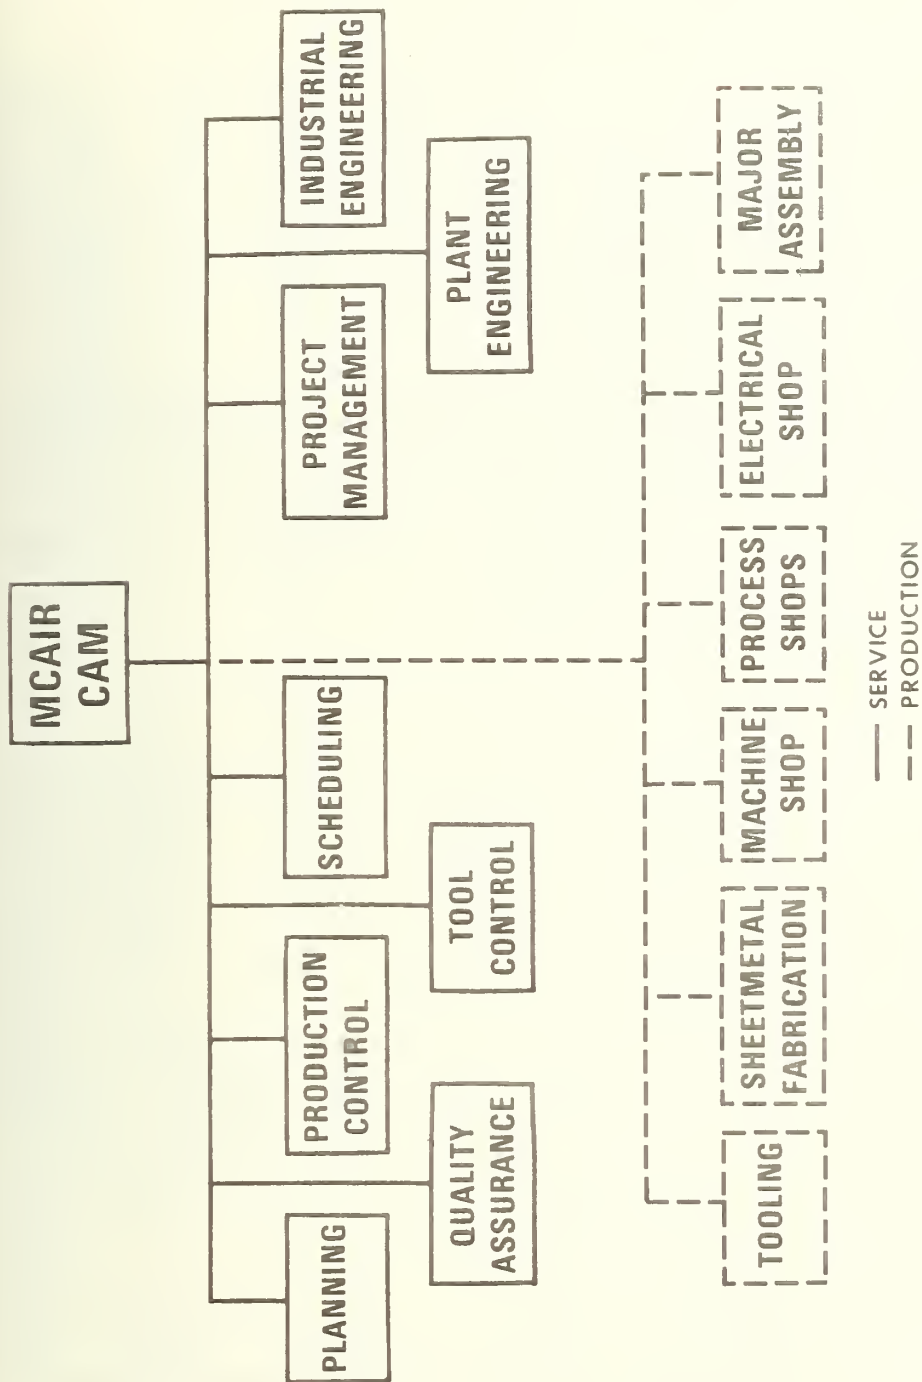 MCAIR
CAM
PLANNING
QUALITY
ASSURANCE
PRODUCTION
CONTROL
TOOL
CONTROL
SCHEDULING
PROJECT
MANAGEMENT
PLANT
ENGINEERING
INDUSTRIAL
ENGINEERING
TOOLING
SHEETMETAL
FABRICATION
MACHINE
SHOP
PROCESS
SHOPS
ELECTRICAL
SHOP
MAJOR
ASSEMBLY
SERVICE
PRODUCTION